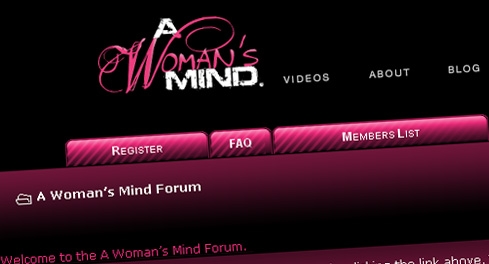 A
WOMAN'S
MIND.
VIDEOS ABOUT BLOG
REGISTER FAQ MEMBERS LIST
A Woman's Mind Forum
Welcome to the A Woman's Mind Forum.
clicking the link above.